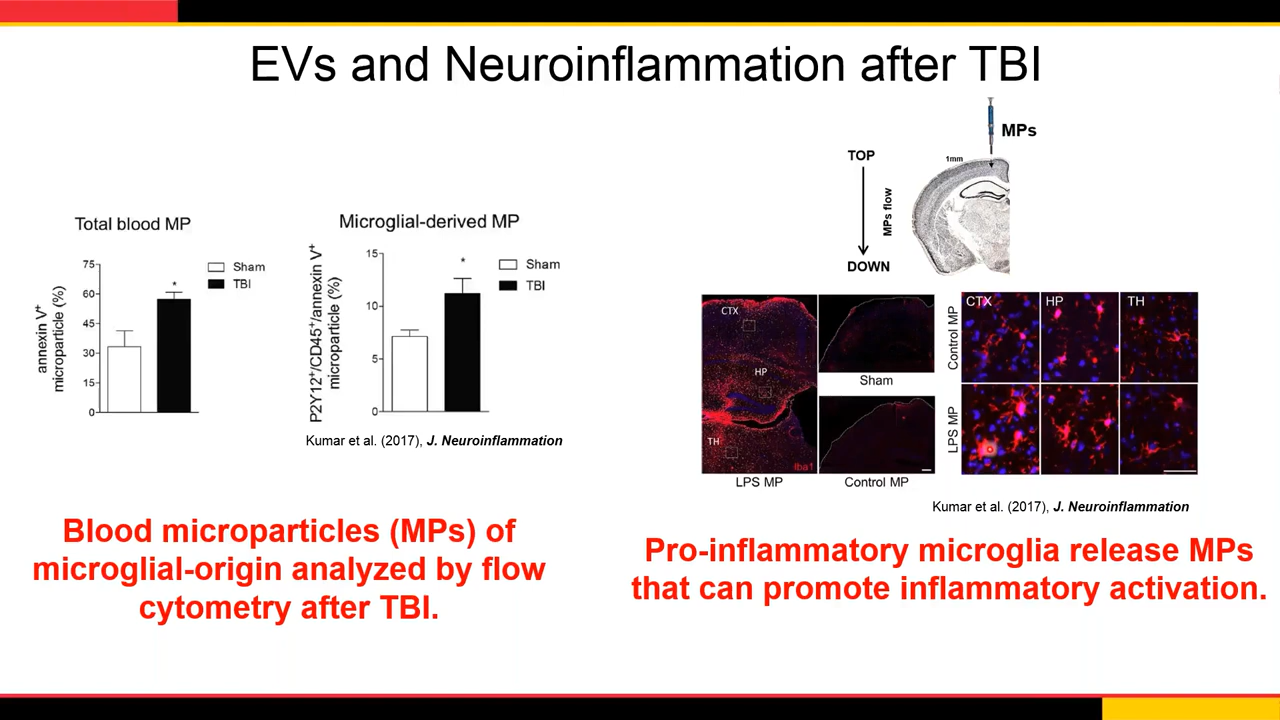 EVs and Neuroinflammation after TBI
Total blood MP
annexin V+
microparticle (%)
75
60
45
30
15
0
*
Sham
TBI
Microglial-derived MP
P2Y12+/CD45+/annexin V+
microparticle (%)
15
10
5
0
*
Sham
TBI
Kumar et al. (2017), J. Neuroinflammation
Blood microparticles (MPs) of
microglial-origin analyzed by flow
cytometry after TBI.
MPs
TOP
1mm
MPs flow
DOWN
CTX
HP
TH
Iba1
LPS MP
Sham
Control MP
CTX
HP
TH
Control MP
LPS MP
Kumar et al. (2017), J. Neuroinflammation
Pro-inflammatory microglia release MPs
that can promote inflammatory activation.